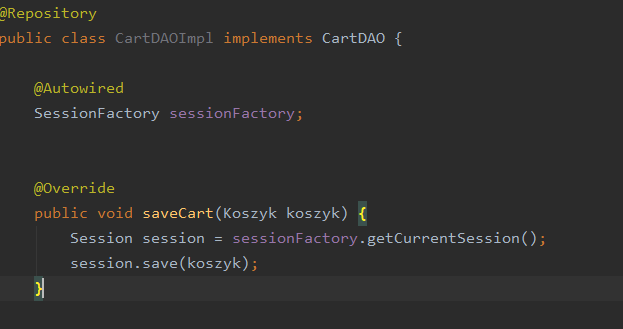 @Repository
public class CartDAOImpl implements CartDAO {
@Autowired
SessionFactory sessionFactory;
@Override
public void saveCart(Koszyk koszyk) {
Session session = sessionFactory.getCurrentSession();
session.save(koszyk);
}